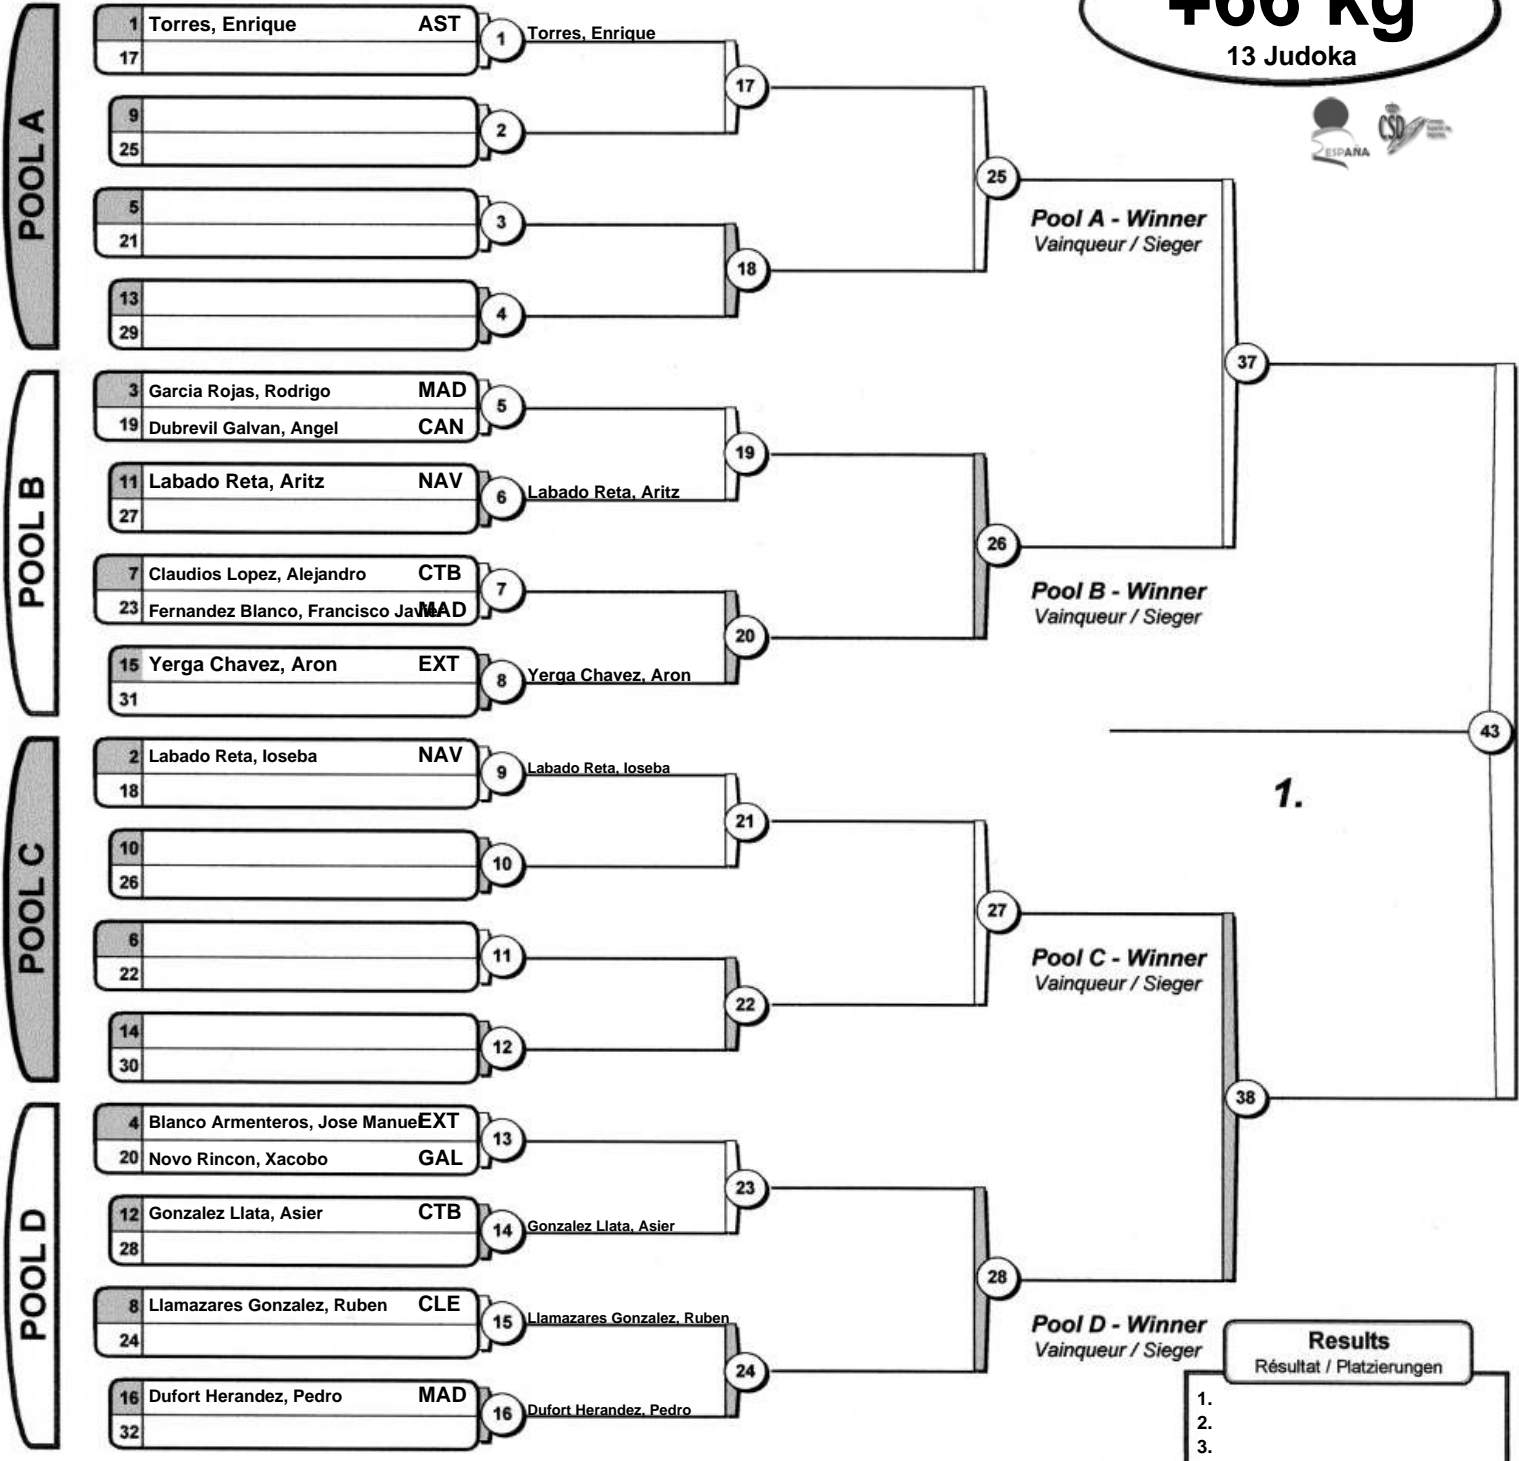 +66 kg
13 Judoka
ESPAÑA
CSD
POOL A
1 Torres, Enrique AST
17
1 Torres, Enrique
9
25
2
17
5
21
3
25
Pool A - Winner
Vainqueur / Sieger
18
13
29
4
POOL B
3 Garcia Rojas, Rodrigo MAD
19 Dubrevil Galvan, Angel CAN
5
37
11 Labado Reta, Aritz NAV
27
6 Labado Reta, Aritz
19
7 Claudios Lopez, Alejandro CTB
23 Fernandez Blanco, Francisco Javier MAD
7
26
Pool B - Winner
Vainqueur / Sieger
20
15 Yerga Chavez, Aron EXT
31
8 Yerga Chavez, Aron
43
1.
POOL C
2 Labado Reta, Ioseba NAV
18
9 Labado Reta, Ioseba
10
26
10
21
6
22
11
27
Pool C - Winner
Vainqueur / Sieger
22
14
30
12
POOL D
4 Blanco Armenteros, Jose Manuel EXT
20 Novo Rincon, Xacobo GAL
13
38
12 Gonzalez Llata, Asier CTB
28
14 Gonzalez Llata, Asier
23
8 Llamazares Gonzalez, Ruben CLE
24
15 Llamazares Gonzalez, Ruben
28
Pool D - Winner
Vainqueur / Sieger
24
16 Dufort Herandez, Pedro MAD
32
16 Dufort Herandez, Pedro
Results
Résultat / Platzierungen
1.
2.
3.